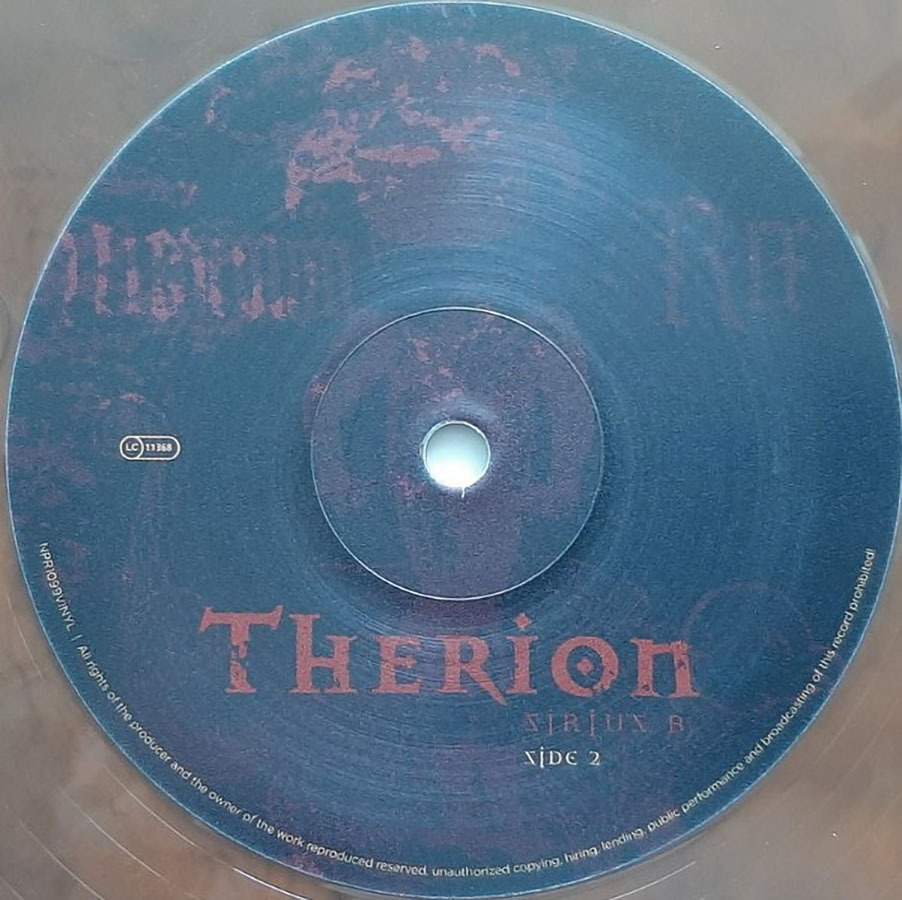 LC 11368
Therion
Sirius B
Side 2
NPR1099VINYL | All rights of the producer and the owner of the work reproduced reserved, unauthorized copying, hiring, lending, public performance and broadcasting of this record prohibited!